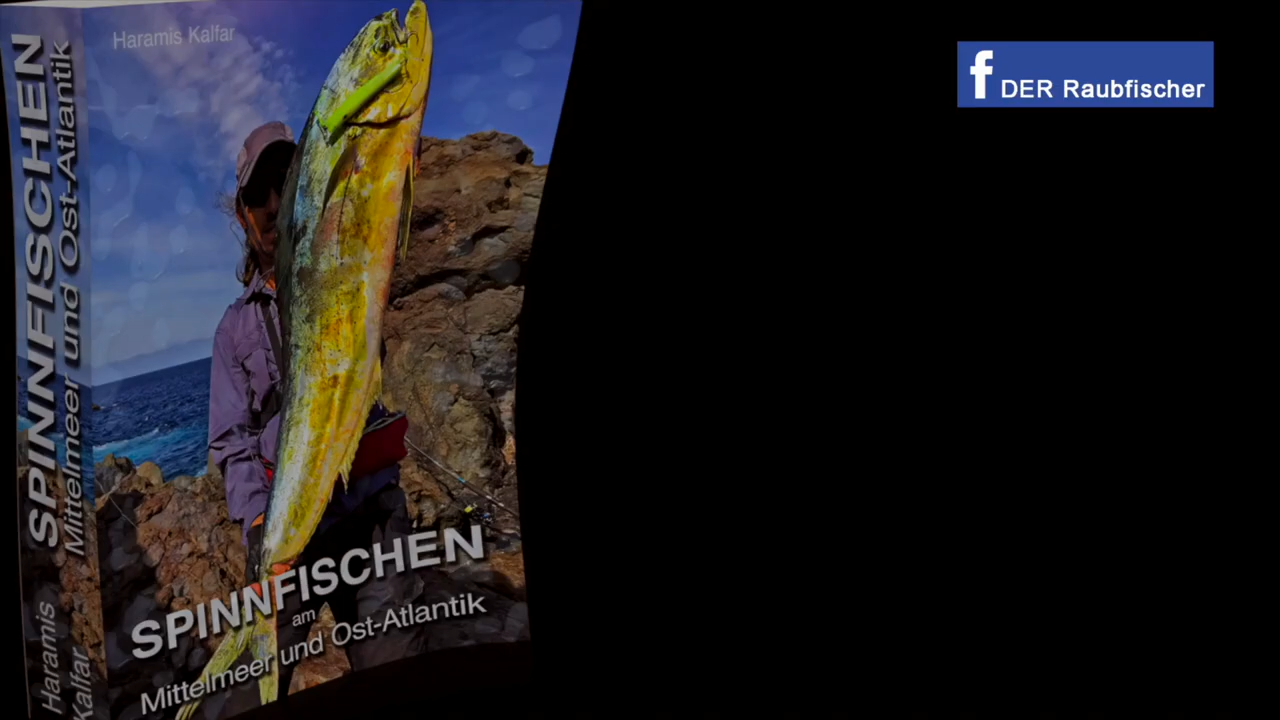 SPINNFISCHEN
Mittelmeer und Ost-Atlantik
Haramis
Kalfar
Haramis Kalfar
SPINNFISCHEN
am
Mittelmeer und Ost-Atlantik
f DER Raubfischer